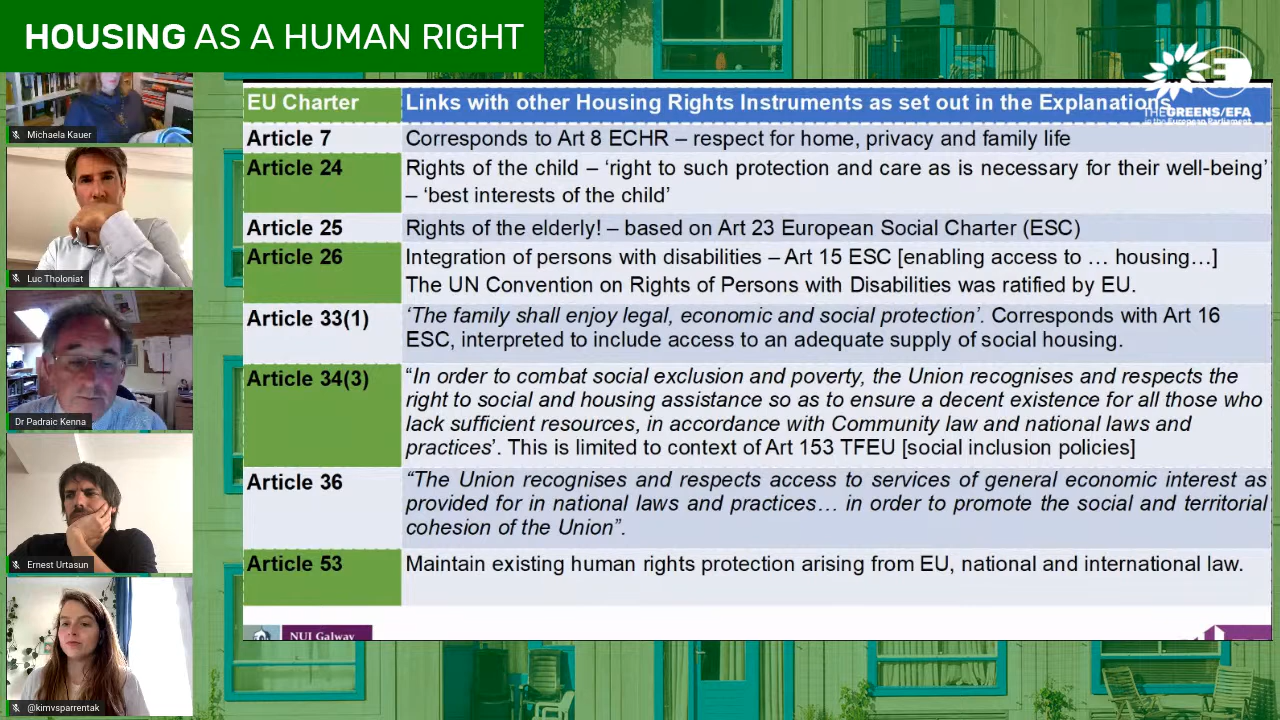 HOUSING AS A HUMAN RIGHT
THE GREENS/EFA
in the European Parliament
Michaela Kauer
Luc Tholoniat
Dr Padraic Kenna
Ernest Urtasun
@kimvsparrentak
EU Charter
Links with other Housing Rights Instruments as set out in the Explanations
Article 7
Corresponds to Art 8 ECHR – respect for home, privacy and family life
Article 24
Rights of the child – ‘right to such protection and care as is necessary for their well-being’
– ‘best interests of the child’
Article 25
Rights of the elderly! – based on Art 23 European Social Charter (ESC)
Article 26
Integration of persons with disabilities – Art 15 ESC [enabling access to … housing…]
The UN Convention on Rights of Persons with Disabilities was ratified by EU.
Article 33(1)
‘The family shall enjoy legal, economic and social protection’. Corresponds with Art 16
ESC, interpreted to include access to an adequate supply of social housing.
Article 34(3)
“In order to combat social exclusion and poverty, the Union recognises and respects the
right to social and housing assistance so as to ensure a decent existence for all those who
lack sufficient resources, in accordance with Community law and national laws and
practices’. This is limited to context of Art 153 TFEU [social inclusion policies]
Article 36
“The Union recognises and respects access to services of general economic interest as
provided for in national laws and practices… in order to promote the social and territorial
cohesion of the Union”.
Article 53
Maintain existing human rights protection arising from EU, national and international law.
NUI Galway